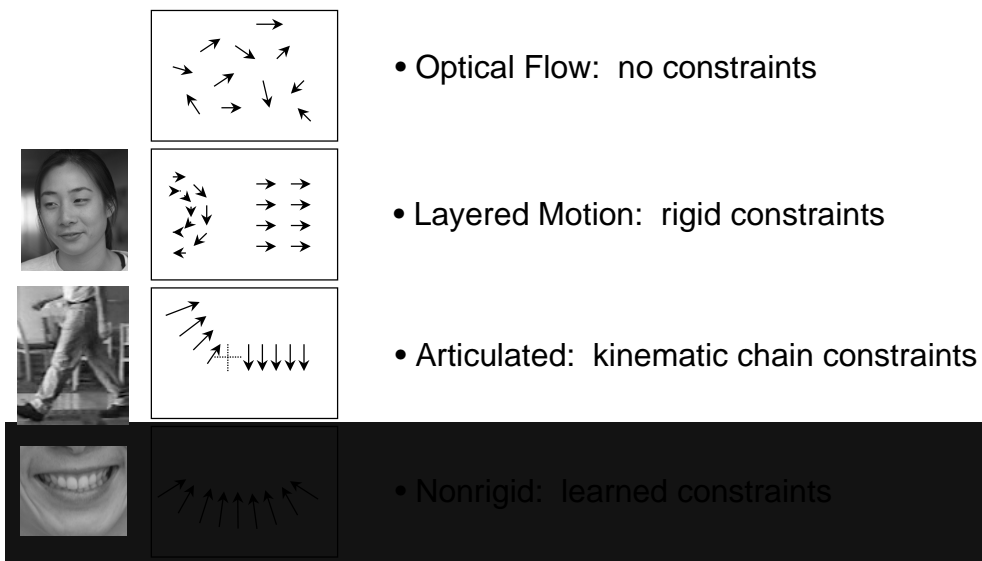 • Optical Flow: no constraints
• Layered Motion: rigid constraints
• Articulated: kinematic chain constraints
• Nonrigid: learned constraints